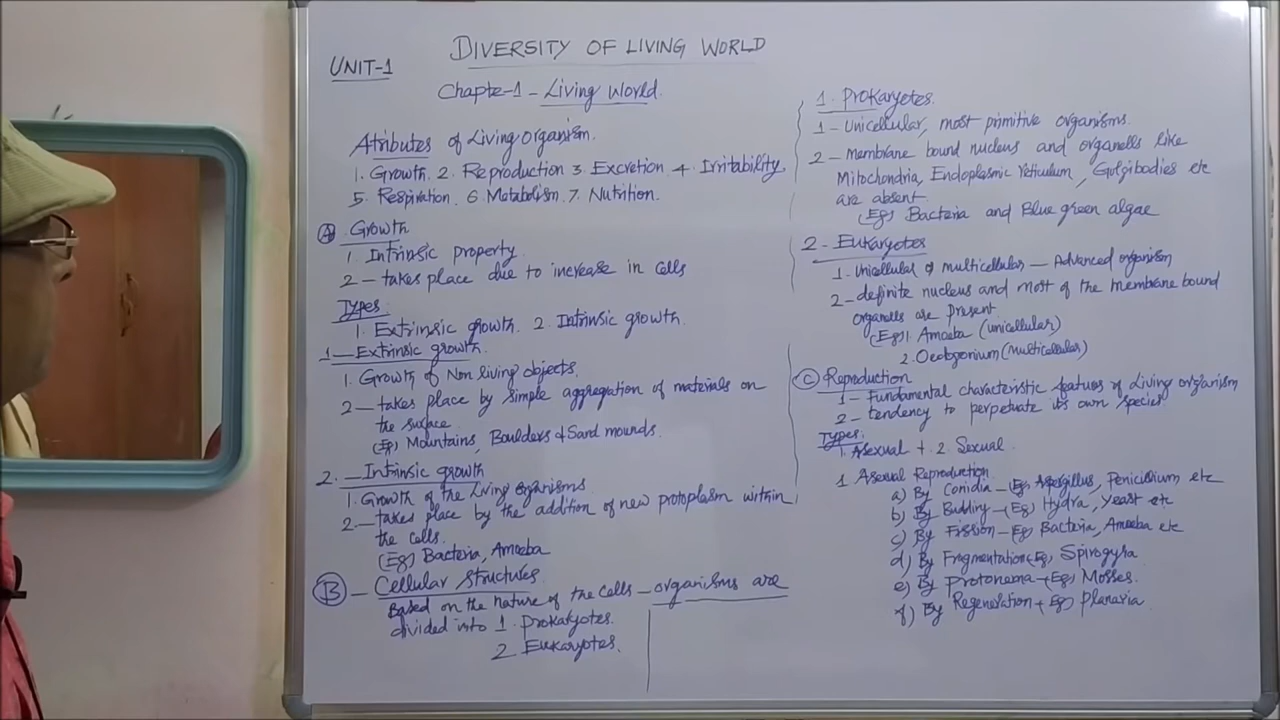 UNIT-1
DIVERSITY OF LIVING WORLD
Chapte-1 - Living World.
Atributes of Living Organism.
1. Growth. 2. Reproduction 3. Excretion 4. Irritability,
5. Respiration. 6 Metabolism. 7. Nutrition.
(A) Growth
1. Intrinsic property.
2 - takes place due to increase in cells
Types:
1. Extrinsic growth. 2. Intrinsic growth.
1 - Extrinsic growth.
1. Growth of Non living objects.
2 - takes place by simple aggregation of materials on
the surface.
(Eg) Mountains, Boulders & Sand mounds.
2. - Intrinsic growth
1. Growth of the Living organisms
2 - takes place by the addition of new protoplasm within
the cells.
(Eg) Bacteria, Amoeba
(B) - Cellular structures
Based on the nature of the cells - organisms are
divided into 1. Prokaryotes.
2 Eukaryotes.
1. Prokaryotes.
1 - Unicellular, most primitive organisms.
2 - Membrane bound nucleus and organells like
Mitochondria, Endoplasmic reticulum, Gulgibodies etc
are absent.
(Eg) Bacteria and Blue green algae
2 - Eukaryotes
1 - Unicellular or multicellular - Advanced organism
2 - definite nucleus and most of the membrane bound
organells are present.
(Eg) 1. Amoeba (unicellular)
2. Oedogonium (multicellular)
(C) Reproduction
1 - Fundamental characteristic features of Living organism
2 - tendency to perpetuate its own species.
Types:
1. Asexual + 2 Sexual.
1 Asexual Reproduction.
a) By Conidia - Eg Aspergillus, Penicillium etc
b) By Budding - (Eg) Hydra, Yeast etc
c) By Fission - (Eg) Bacteria, Amoeba etc
d) By Fragmentation (Eg) Spirogyra
e) By Protonema - (Eg) Mosses.
f) By Regeneration + Eg) Planaria